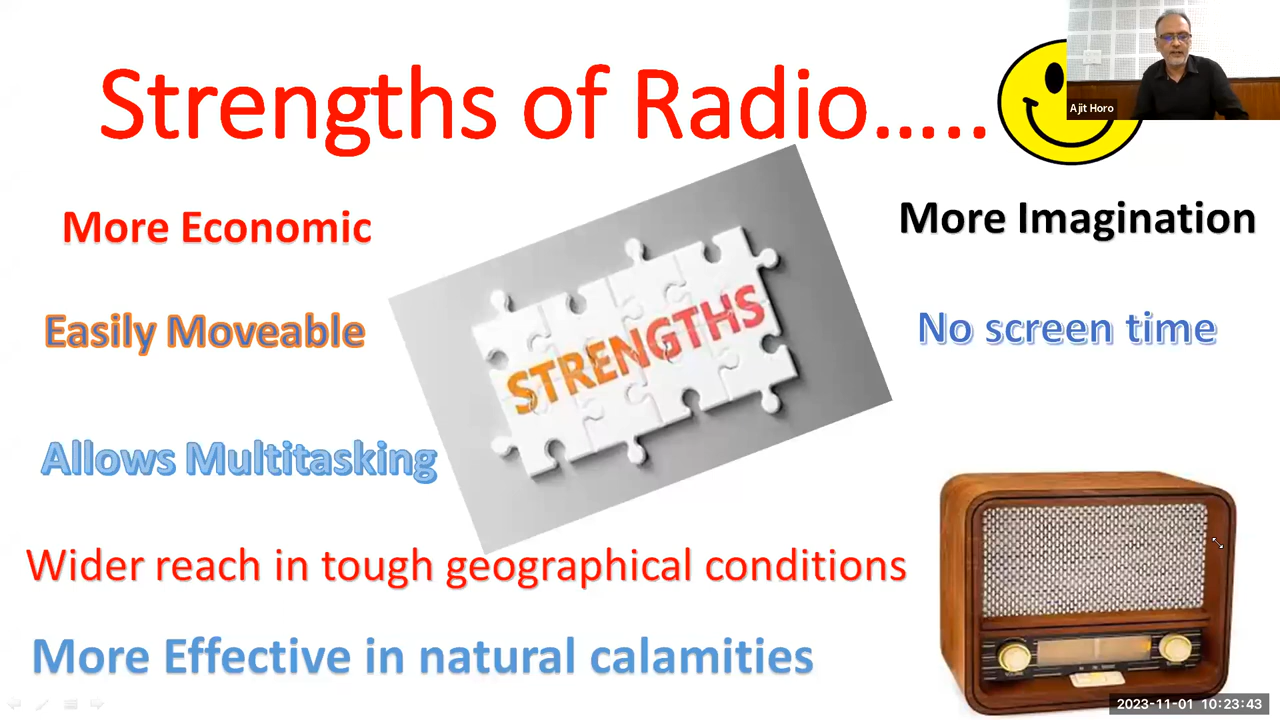 Strengths of Radio.....
Ajit Horo
More Economic
More Imagination
Easily Moveable
No screen time
STRENGTHS
Allows Multitasking
Wider reach in tough geographical conditions
More Effective in natural calamities
2023-11-01 10:23:43